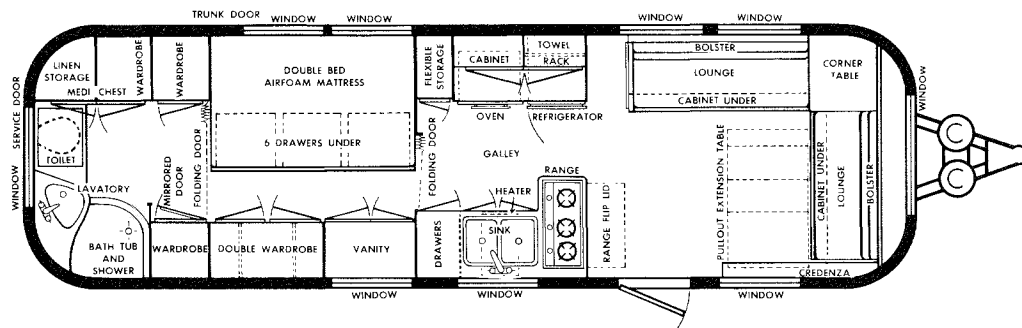 TRUNK DOOR
WINDOW
WINDOW
WINDOW
WINDOW
LINEN
STORAGE
WARDROBE
WARDROBE
MEDI CHEST
DOUBLE BED
AIRFOAM MATTRESS
6 DRAWERS UNDER
FLEXIBLE
STORAGE
CABINET
TOWEL
RACK
OVEN
REFRIGERATOR
BOLSTER
LOUNGE
CABINET UNDER
CORNER
TABLE
WINDOW
SERVICE DOOR
WINDOW
TOILET
LAVATORY
MIRRORED
DOOR
FOLDING DOOR
FOLDING DOOR
GALLEY
RANGE
HEATER
SINK
RANGE FLIP LID
PULLOUT EXTENSION TABLE
CABINET UNDER
LOUNGE
BOLSTER
BATH TUB
AND
SHOWER
WARDROBE
DOUBLE WARDROBE
VANITY
DRAWERS
CREDENZA
WINDOW
WINDOW
WINDOW